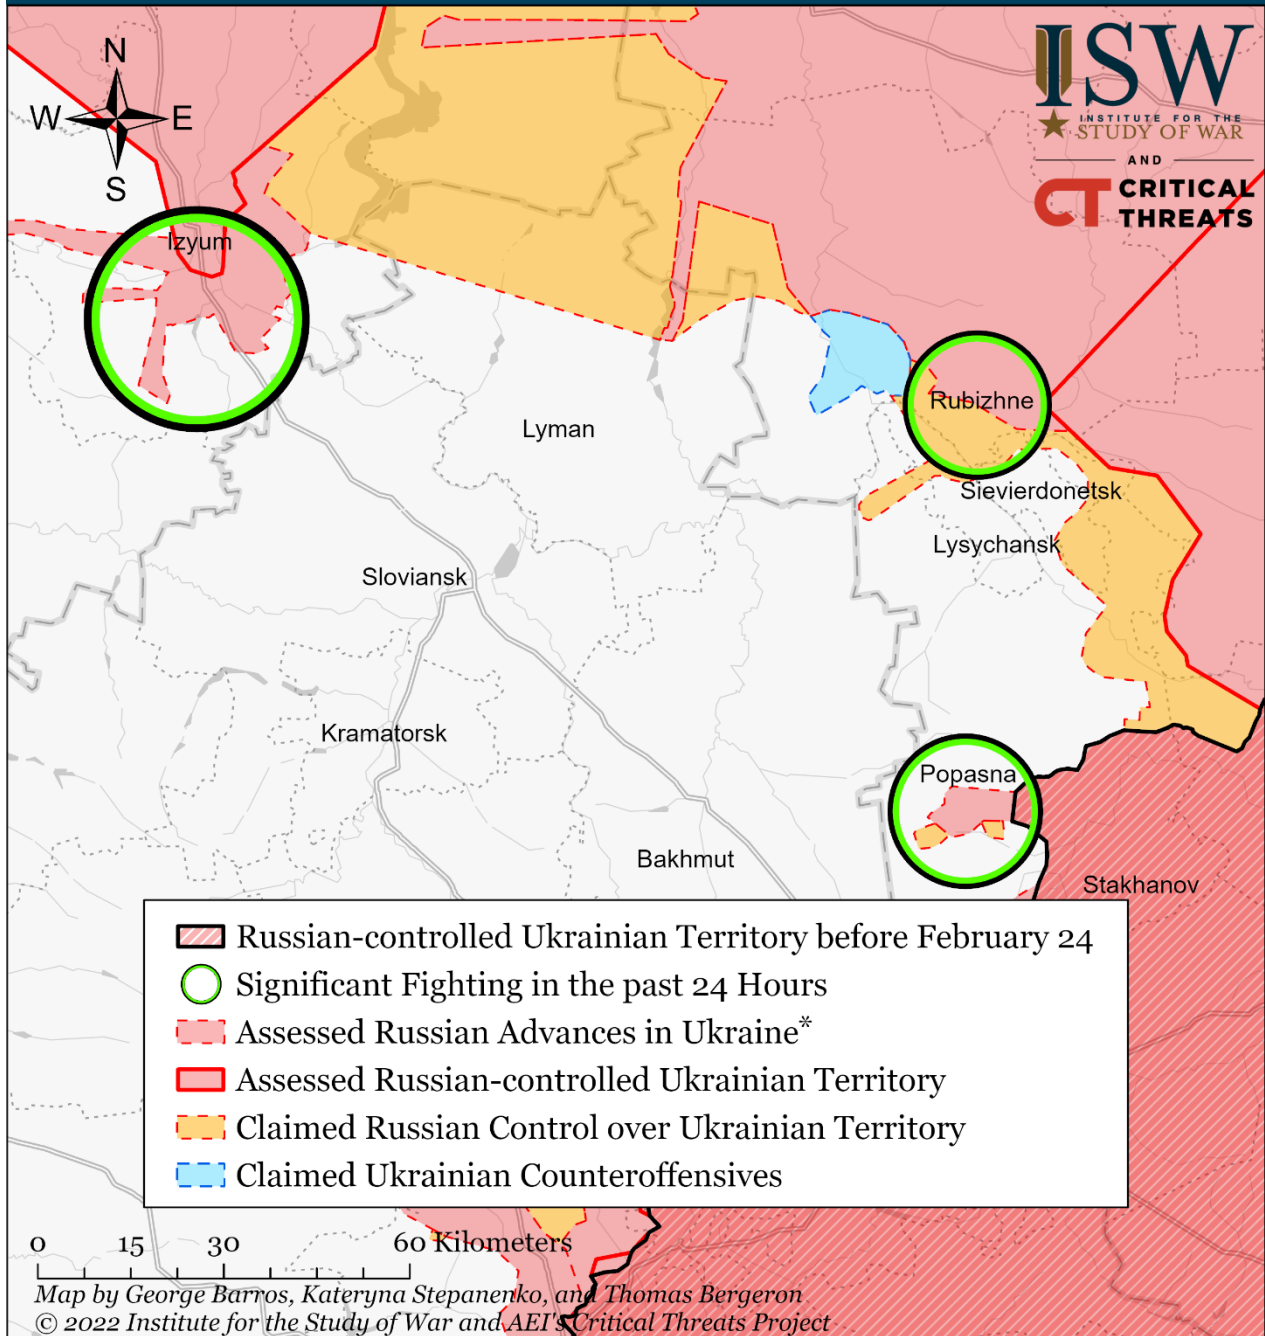 N
W E
S
ISW
INSTITUTE FOR THE
STUDY OF WAR
AND
CT CRITICAL
THREATS
Izyum
Rubizhne
Lyman
Sievierdonetsk
Lysychansk
Sloviansk
Kramatorsk
Popasna
Bakhmut
Stakhanov
Russian-controlled Ukrainian Territory before February 24
Significant Fighting in the past 24 Hours
Assessed Russian Advances in Ukraine*
Assessed Russian-controlled Ukrainian Territory
Claimed Russian Control over Ukrainian Territory
Claimed Ukrainian Counteroffensives
0 15 30 60 Kilometers
Map by George Barros, Kateryna Stepanenko, and Thomas Bergeron
© 2022 Institute for the Study of War and AEI's Critical Threats Project